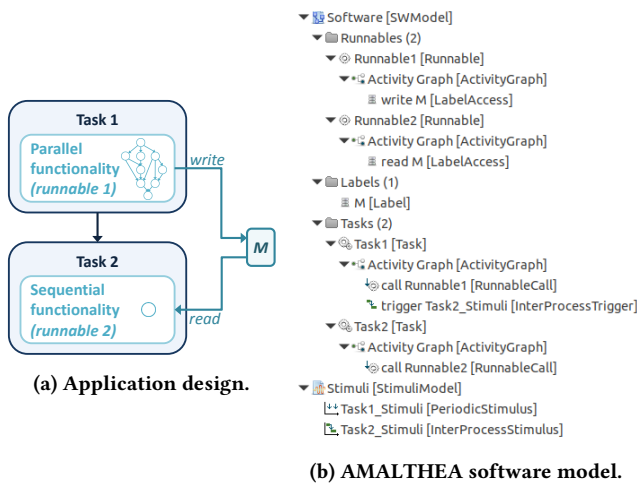 Task 1
Parallel
functionality
(runnable 1)
write
M
Task 2
Sequential
functionality
(runnable 2)
read
(a) Application design.
Software [SWModel]
Runnables (2)
Runnable1 [Runnable]
Activity Graph [ActivityGraph]
write M [LabelAccess]
Runnable2 [Runnable]
Activity Graph [ActivityGraph]
read M [LabelAccess]
Labels (1)
M [Label]
Tasks (2)
Task1 [Task]
Activity Graph [ActivityGraph]
call Runnable1 [RunnableCall]
trigger Task2_Stimuli [InterProcessTrigger]
Task2 [Task]
Activity Graph [ActivityGraph]
call Runnable2 [RunnableCall]
Stimuli [StimuliModel]
Task1_Stimuli [PeriodicStimulus]
Task2_Stimuli [InterProcessStimulus]
(b) AMALTHEA software model.